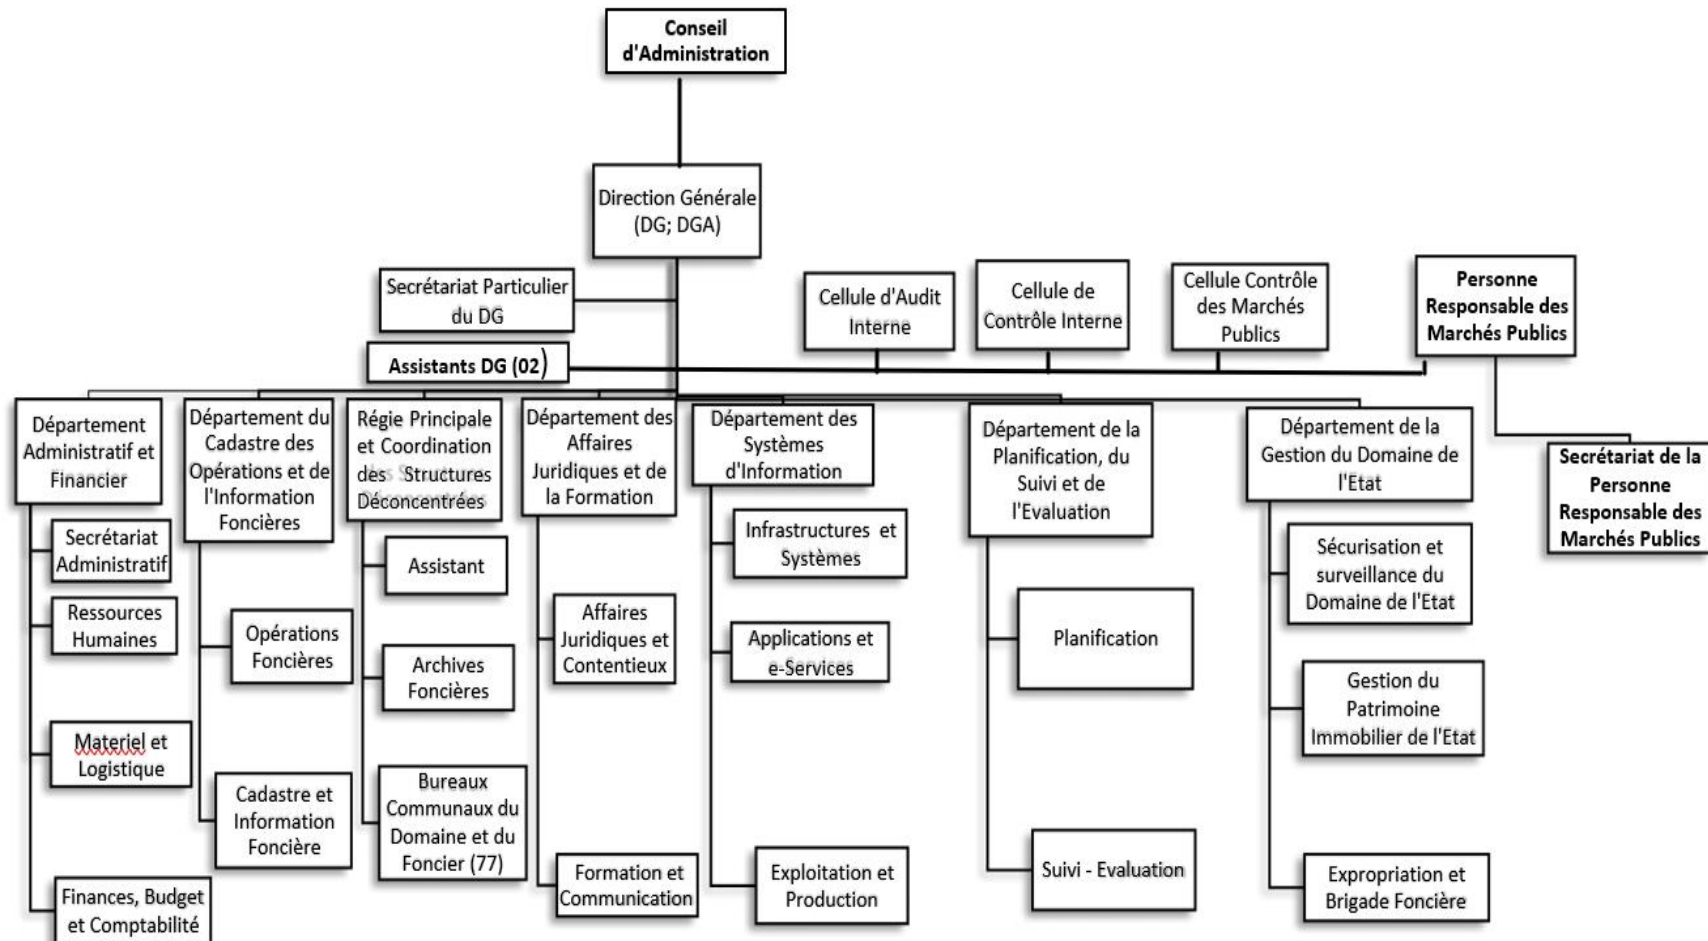 Conseil
d'Administration
Direction Générale
(DG; DGA)
Secrétariat Particulier
du DG
Cellule d'Audit
Interne
Cellule de
Contrôle Interne
Cellule Contrôle
des Marchés
Publics
Personne
Responsable des
Marchés Publics
Assistants DG (02)
Département
Administratif et
Financier
Département du
Cadastre des
Opérations et de
l'Information
Foncières
Régie Principale
et Coordination
des Structures
Déconcentrées
Département des
Affaires
Juridiques et de
la Formation
Département des
Systèmes
d'Information
Département de la
Planification, du
Suivi et de
l'Evaluation
Département de la
Gestion du Domaine de
l'Etat
Secrétariat de la
Personne
Responsable des
Marchés Publics
Secrétariat
Administratif
Ressources
Humaines
Materiel et
Logistique
Finances, Budget
et Comptabilité
Opérations
Foncières
Cadastre et
Information
Foncière
Assistant
Archives
Foncières
Bureaux
Communaux du
Domaine et du
Foncier (77)
Affaires
Juridiques et
Contentieux
Formation et
Communication
Infrastructures et
Systèmes
Applications et
e-Services
Exploitation et
Production
Planification
Suivi - Evaluation
Sécurisation et
surveillance du
Domaine de l'Etat
Gestion du
Patrimoine
Immobilier de l'Etat
Expropriation et
Brigade Foncière